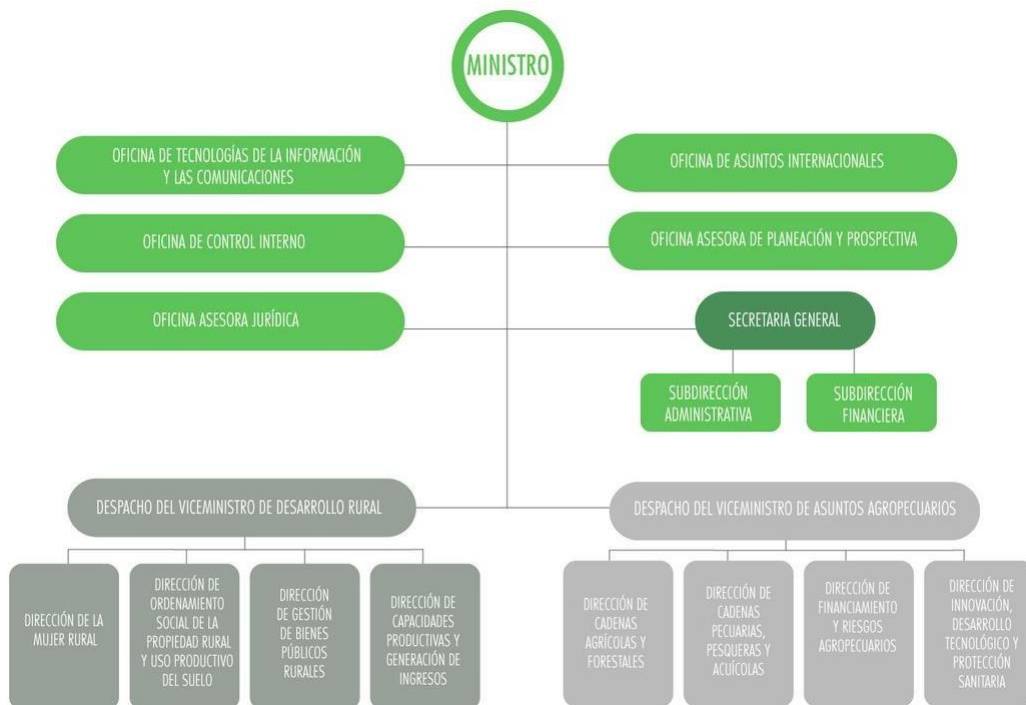 MINISTRO
OFICINA DE TECNOLOGÍAS DE LA INFORMACIÓN
Y LAS COMUNICACIONES
OFICINA DE ASUNTOS INTERNACIONALES
OFICINA DE CONTROL INTERNO
OFICINA ASESORA DE PLANEACIÓN Y PROSPECTIVA
OFICINA ASESORA JURÍDICA
SECRETARIA GENERAL
SUBDIRECCIÓN
ADMINISTRATIVA
SUBDIRECCIÓN
FINANCIERA
DESPACHO DEL VICEMINISTRO DE DESARROLLO RURAL
DESPACHO DEL VICEMINISTRO DE ASUNTOS AGROPECUARIOS
DIRECCIÓN DE LA
MUJER RURAL
DIRECCIÓN DE
ORDENAMIENTO
SOCIAL DE LA
PROPIEDAD RURAL
Y USO PRODUCTIVO
DEL SUELO
DIRECCIÓN
DE GESTIÓN
DE BIENES
PÚBLICOS
RURALES
DIRECCIÓN DE
CAPACIDADES
PRODUCTIVAS Y
GENERACIÓN DE
INGRESOS
DIRECCIÓN DE
CADENAS
AGRÍCOLAS Y
FORESTALES
DIRECCIÓN DE
CADENAS
PECUARIAS,
PESQUERAS Y
ACUÍCOLAS
DIRECCIÓN DE
FINANCIAMIENTO
Y RIESGOS
AGROPECUARIOS
DIRECCIÓN DE
INNOVACIÓN,
DESARROLLO
TECNOLÓGICO Y
PROTECCIÓN
SANITARIA